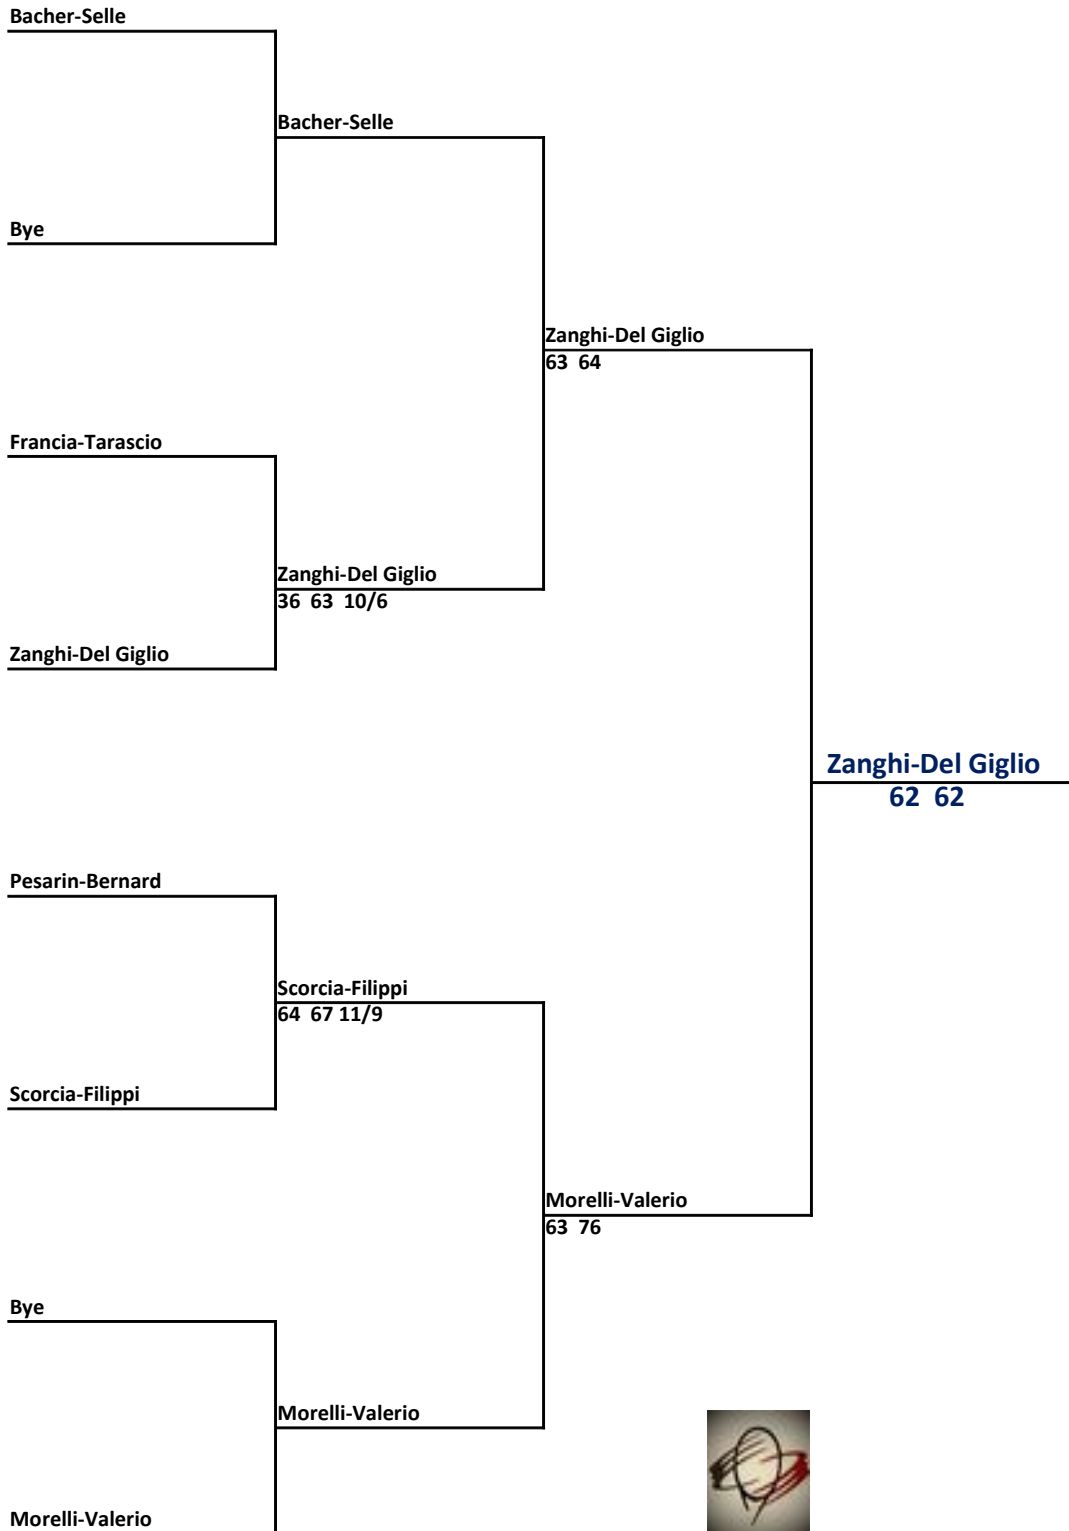 Bacher-Selle
Bacher-Selle
Bye
Zanghi-Del Giglio
63  64
Francia-Tarascio
Zanghi-Del Giglio
36  63  10/6
Zanghi-Del Giglio
Zanghi-Del Giglio
62  62
Pesarin-Bernard
Scorcia-Filippi
64  67 11/9
Scorcia-Filippi
Morelli-Valerio
63  76
Bye
Morelli-Valerio
Morelli-Valerio